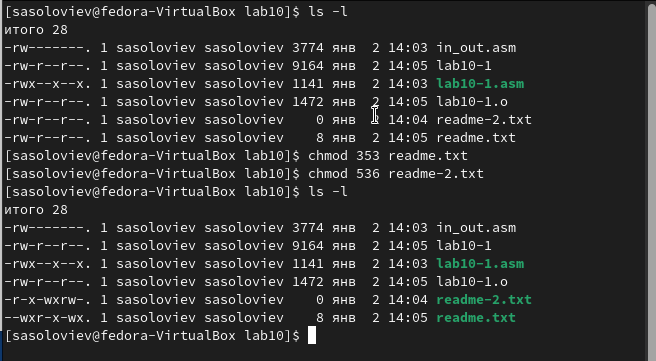 [sasoloviev@fedora-VirtualBox lab10]$ ls -l
итого 28
-rw-------. 1 sasoloviev sasoloviev 3774 янв  2 14:03 in_out.asm
-rw-r--r--. 1 sasoloviev sasoloviev 9164 янв  2 14:05 lab10-1
-rwx--x--x. 1 sasoloviev sasoloviev 1141 янв  2 14:03 lab10-1.asm
-rw-r--r--. 1 sasoloviev sasoloviev 1472 янв  2 14:05 lab10-1.o
-rw-r--r--. 1 sasoloviev sasoloviev    0 янв  2 14:04 readme-2.txt
-rw-r--r--. 1 sasoloviev sasoloviev    8 янв  2 14:05 readme.txt
[sasoloviev@fedora-VirtualBox lab10]$ chmod 353 readme.txt
[sasoloviev@fedora-VirtualBox lab10]$ chmod 536 readme-2.txt
[sasoloviev@fedora-VirtualBox lab10]$ ls -l
итого 28
-rw-------. 1 sasoloviev sasoloviev 3774 янв  2 14:03 in_out.asm
-rw-r--r--. 1 sasoloviev sasoloviev 9164 янв  2 14:05 lab10-1
-rwx--x--x. 1 sasoloviev sasoloviev 1141 янв  2 14:03 lab10-1.asm
-rw-r--r--. 1 sasoloviev sasoloviev 1472 янв  2 14:05 lab10-1.o
-r-x-wxrw-. 1 sasoloviev sasoloviev    0 янв  2 14:04 readme-2.txt
--wxr-x-wx. 1 sasoloviev sasoloviev    8 янв  2 14:05 readme.txt
[sasoloviev@fedora-VirtualBox lab10]$